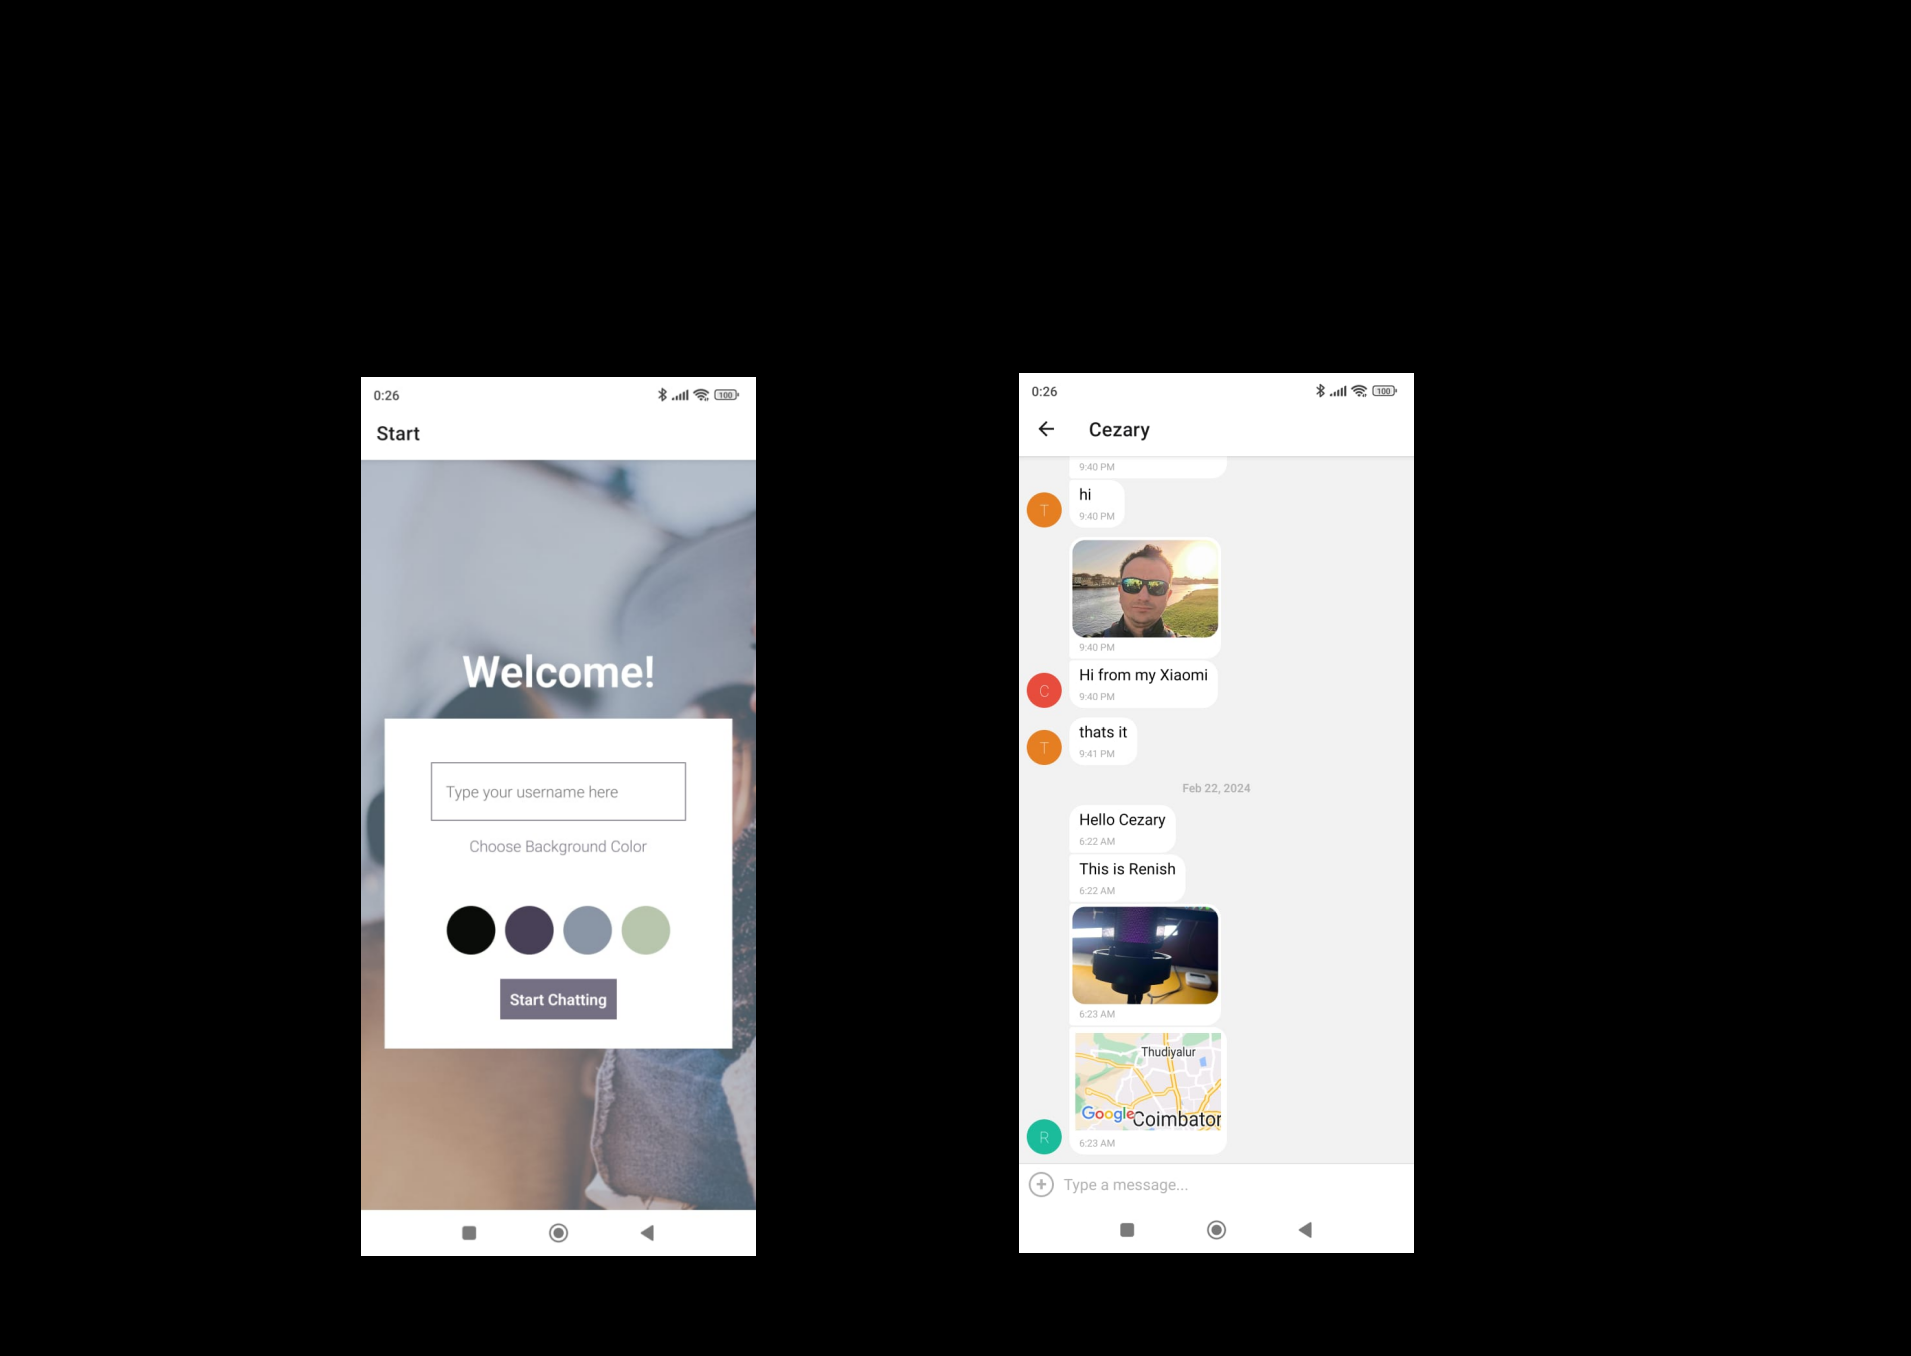 0:26
100
Start
Welcome!
Type your username here
Choose Background Color
Start Chatting
0:26
100
Cezary
9:40 PM
hi
T
9:40 PM
9:40 PM
Hi from my Xiaomi
C
9:40 PM
thats it
T
9:41 PM
Feb 22, 2024
Hello Cezary
6:22 AM
This is Renish
6:22 AM
6:23 AM
Thudiyalur
Google
Coimbator
R
6:23 AM
Type a message...